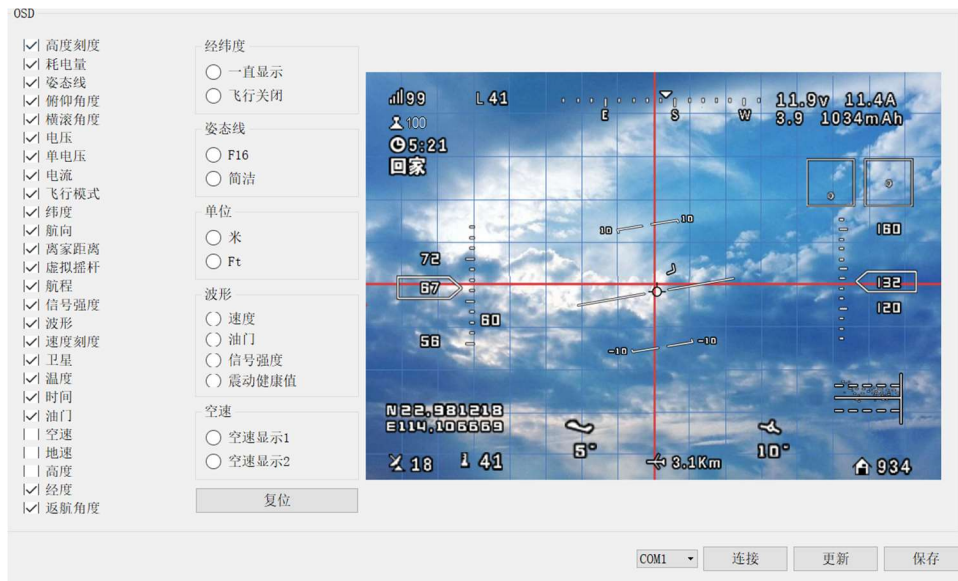 OSD
高度刻度
耗电量
姿态线
俯仰角度
横滚角度
电压
单电压
电流
飞行模式
纬度
航向
离家距离
虚拟摇杆
航程
信号强度
波形
速度刻度
卫星
温度
时间
油门
空速
地速
高度
经度
返航角度
经纬度
一直显示
飞行关闭
姿态线
F16
简洁
单位
米
Ft
波形
速度
油门
信号强度
震动健康值
空速
空速显示1
空速显示2
复位
99 L41 E S W 11.9V 11.4A
100 3.9 1034mAh
5:21
回家
10 10
160
72
67 132
60 120
56
-10 -10
N22.981218
E114.106669
5° 10°
18 41 3.1Km 934
COM1 连接 更新 保存